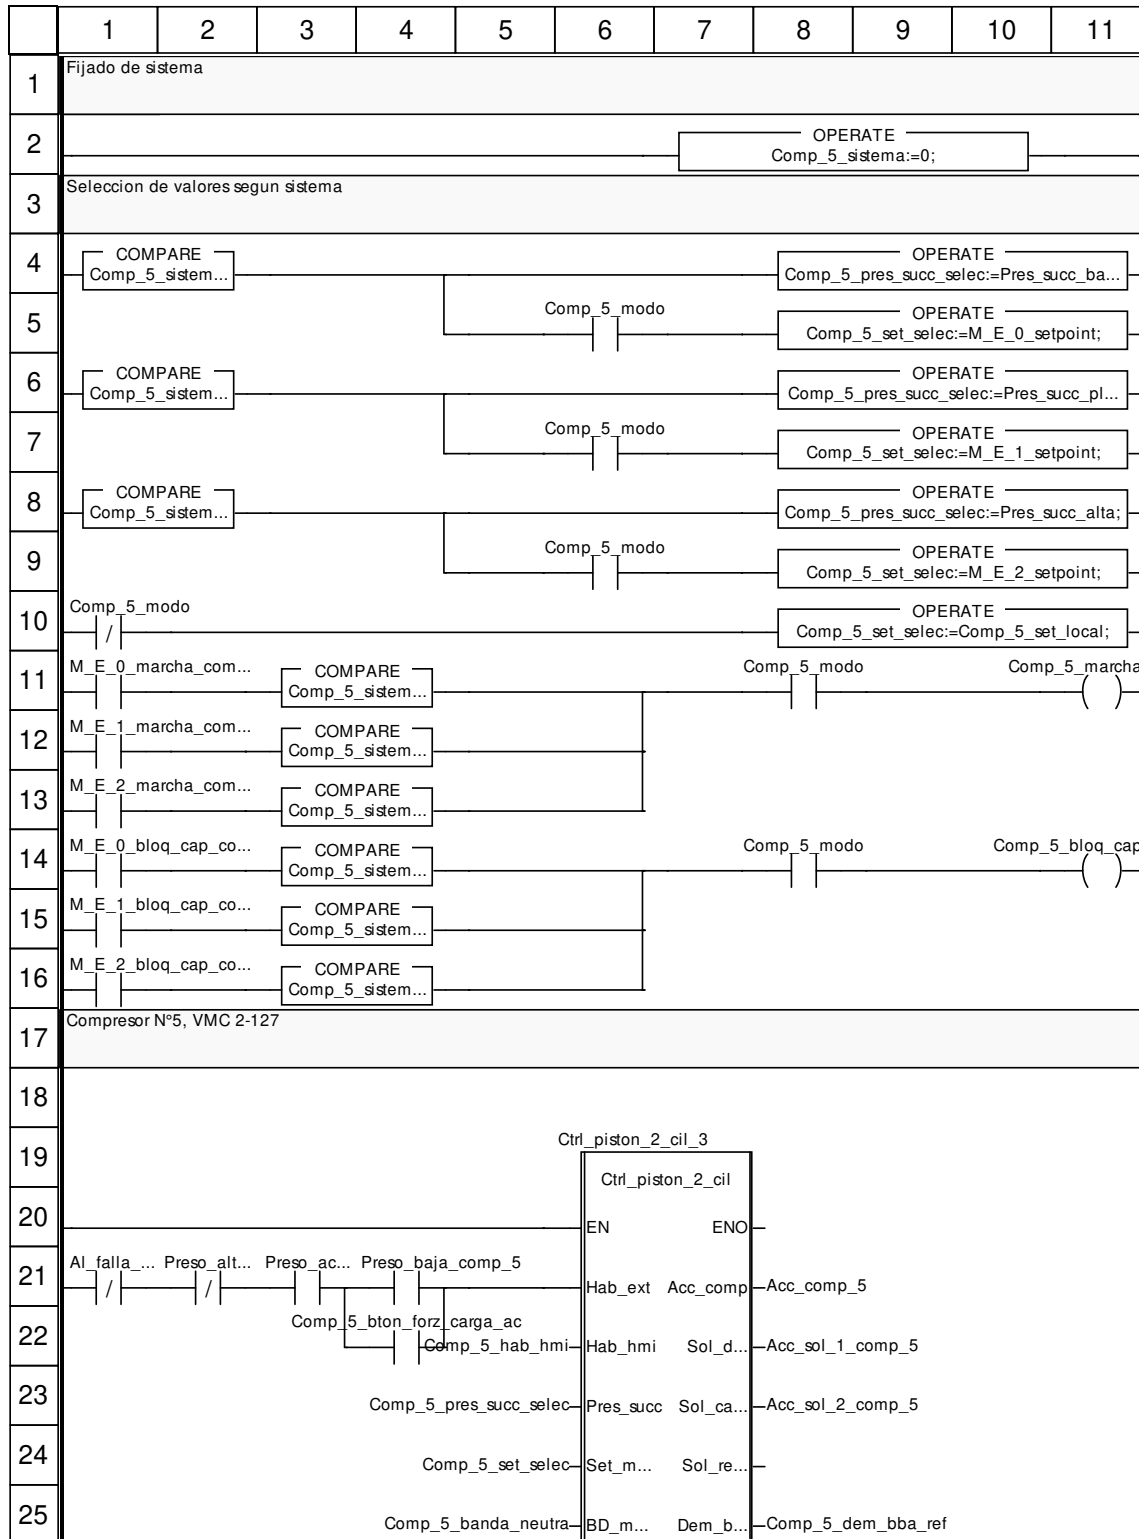 1 2 3 4 5 6 7 8 9 10 11
1 Fijado de sistema
2 OPERATE
Comp_5_sistema:=0;
3 Seleccion de valores segun sistema
4 COMPARE OPERATE
Comp_5_sistem... Comp_5_pres_succ_selec:=Pres_succ_ba...
5 Comp_5_modo OPERATE
Comp_5_set_selec:=M_E_0_setpoint;
6 COMPARE OPERATE
Comp_5_sistem... Comp_5_pres_succ_selec:=Pres_succ_pl...
7 Comp_5_modo OPERATE
Comp_5_set_selec:=M_E_1_setpoint;
8 COMPARE OPERATE
Comp_5_sistem... Comp_5_pres_succ_selec:=Pres_succ_alta;
9 Comp_5_modo OPERATE
Comp_5_set_selec:=M_E_2_setpoint;
10 Comp_5_modo OPERATE
Comp_5_set_selec:=Comp_5_set_local;
11 M_E_0_marcha_com... COMPARE Comp_5_modo Comp_5_marcha
Comp_5_sistem...
12 M_E_1_marcha_com... COMPARE
Comp_5_sistem...
13 M_E_2_marcha_com... COMPARE
Comp_5_sistem...
14 M_E_0_bloq_cap_co... COMPARE Comp_5_modo Comp_5_bloq_cap
Comp_5_sistem...
15 M_E_1_bloq_cap_co... COMPARE
Comp_5_sistem...
16 M_E_2_bloq_cap_co... COMPARE
Comp_5_sistem...
17 Compresor N°5, VMC 2-127
18
19 Ctrl_piston_2_cil_3
Ctrl_piston_2_cil
20 EN ENO
21 Al_falla_... Preso_alt... Preso_ac... Preso_baja_comp_5
Hab_ext Acc_comp Acc_comp_5
22 Comp_5_bton_forz_carga_ac
Comp_5_hab_hmi Hab_hmi Sol_d... Acc_sol_1_comp_5
23 Comp_5_pres_succ_selec Pres_succ Sol_ca... Acc_sol_2_comp_5
24 Comp_5_set_selec Set_m... Sol_re...
25 Comp_5_banda_neutra BD_m... Dem_b... Comp_5_dem_bba_ref